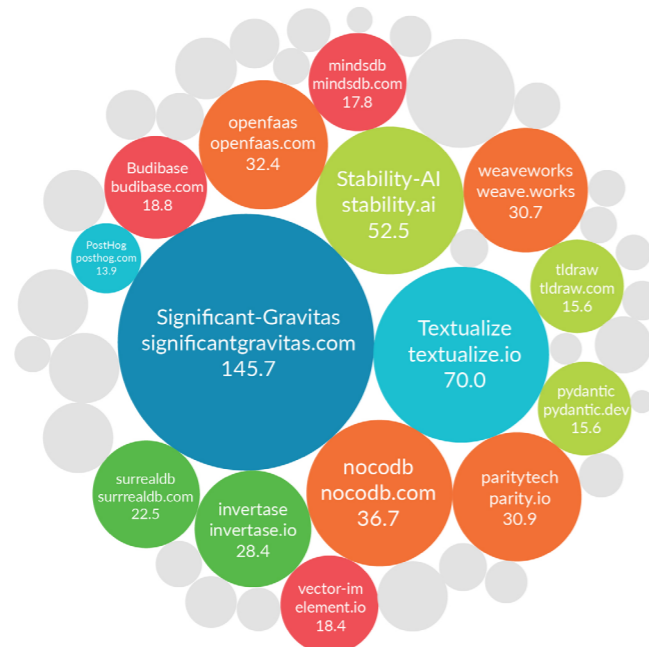 mindsdb
mindsdb.com
17.8
openfaas
openfaas.com
32.4
Budibase
budibase.com
18.8
Stability-AI
stability.ai
52.5
weaveworks
weave.works
30.7
PostHog
posthog.com
13.9
tldraw
tldraw.com
15.6
Significant-Gravitas
significantgravitas.com
145.7
Textualize
textualize.io
70.0
pydantic
pydantic.dev
15.6
surrealdb
surrrealdb.com
22.5
invertase
invertase.io
28.4
nocodb
nocodb.com
36.7
paritytech
parity.io
30.9
vector-im
element.io
18.4